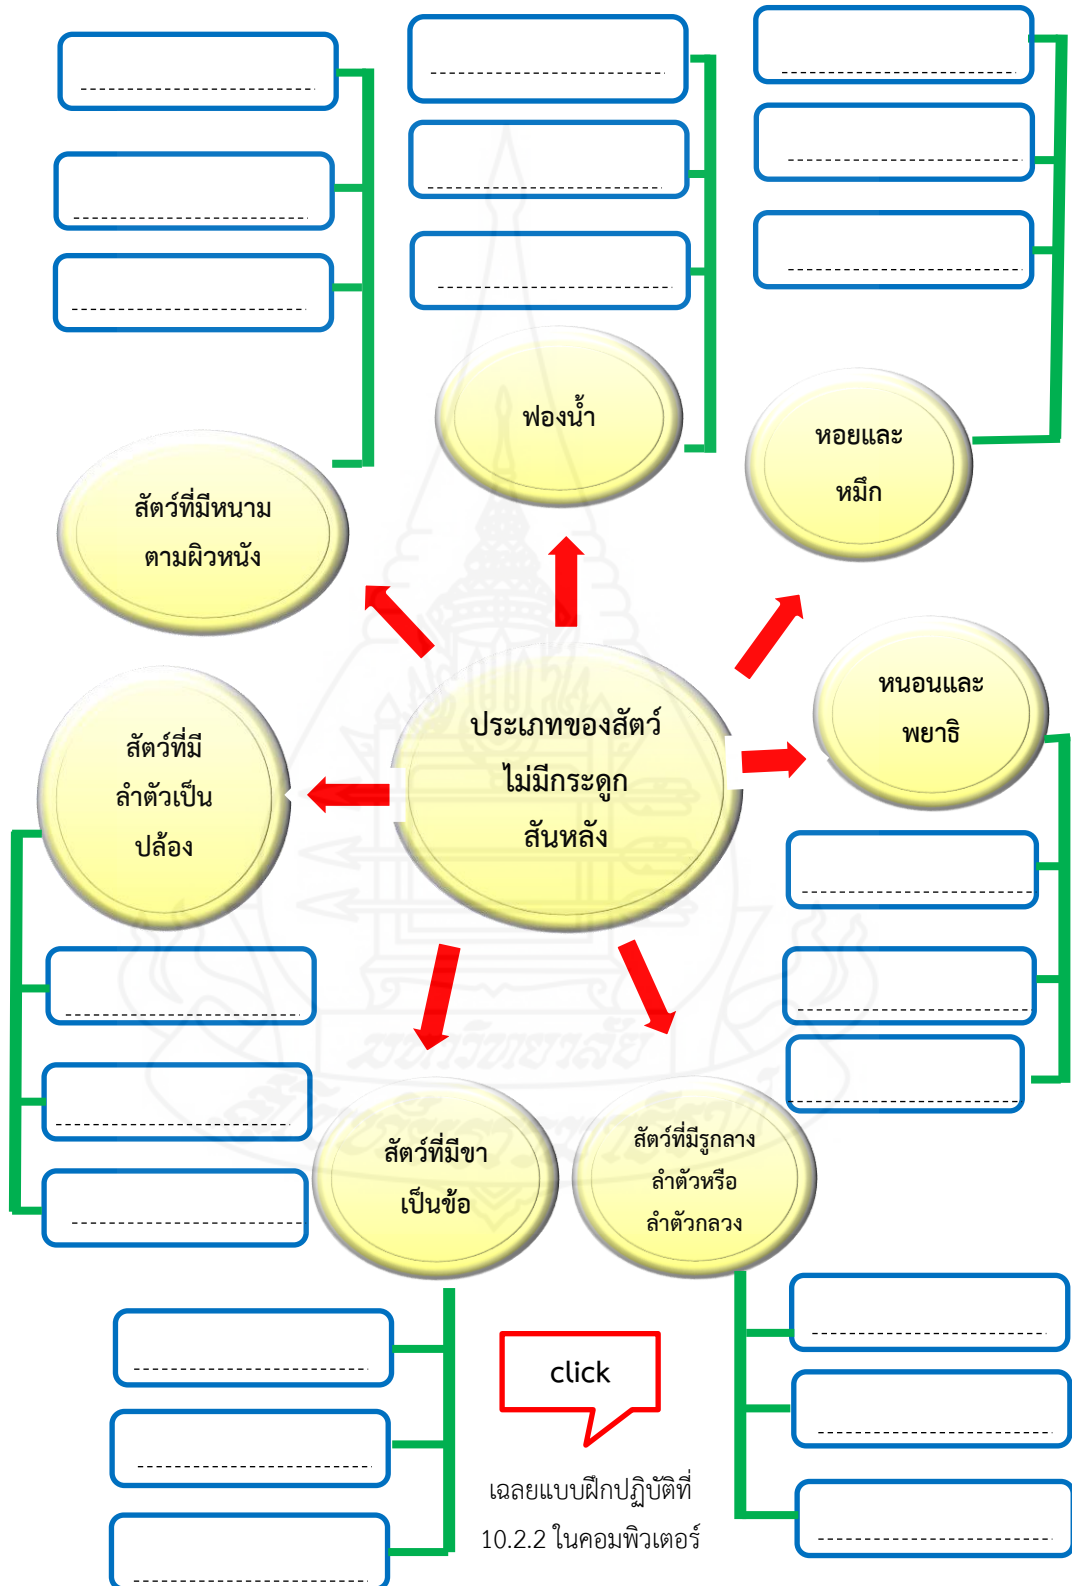 ฟองน้ำ
หอยและ
หมึก
สัตว์ที่มีหนาม
ตามผิวหนัง
หนอนและ
พยาธิ
ประเภทของสัตว์
ไม่มีกระดูก
สันหลัง
สัตว์ที่มี
ลำตัวเป็น
ปล้อง
สัตว์ที่มีขา
เป็นข้อ
สัตว์ที่มีรูกลาง
ลำตัวหรือ
ลำตัวกลวง
click
เฉลยแบบฝึกปฏิบัติที่
10.2.2 ในคอมพิวเตอร์